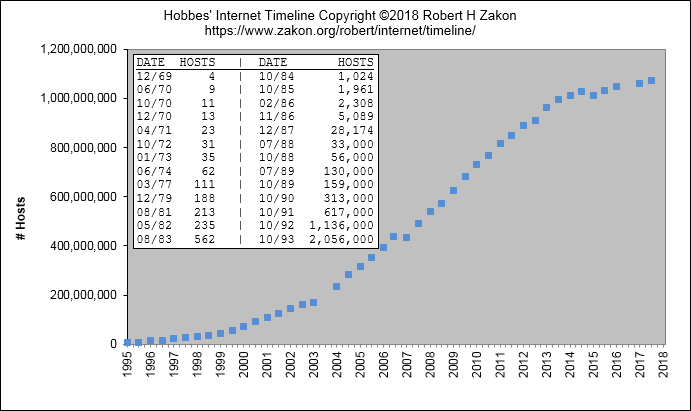 Hobbes' Internet Timeline Copyright ©2018 Robert H Zakon
https://www.zakon.org/robert/internet/timeline/
DATE HOSTS | DATE HOSTS
12/69 4 | 10/84 1,024
06/70 9 | 10/85 1,961
10/70 11 | 02/86 2,308
12/70 13 | 11/86 5,089
04/71 23 | 12/87 28,174
10/72 31 | 07/88 33,000
01/73 35 | 10/88 56,000
06/74 62 | 07/89 130,000
03/77 111 | 10/89 159,000
12/79 188 | 10/90 313,000
08/81 213 | 10/91 617,000
05/82 235 | 10/92 1,136,000
08/83 562 | 10/93 2,056,000
# Hosts
1,200,000,000
1,000,000,000
800,000,000
600,000,000
400,000,000
200,000,000
0
1995 1996 1997 1998 1999 2000 2001 2002 2003 2004 2005 2006 2007 2008 2009 2010 2011 2012 2013 2014 2015 2016 2017 2018